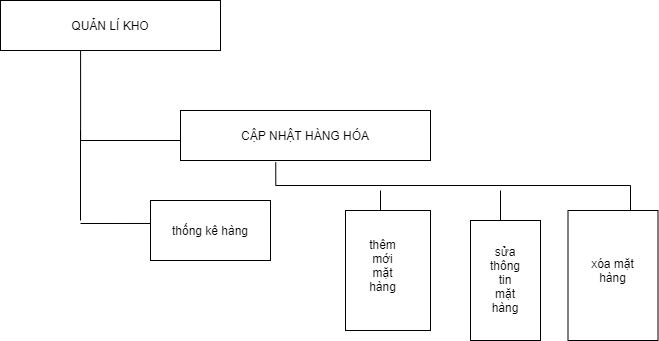 QUẢN LÍ KHO
CẬP NHẬT HÀNG HÓA
thống kê hàng
thêm
mới
mặt
hàng
sửa
thông
tin
mặt
hàng
xóa mặt
hàng